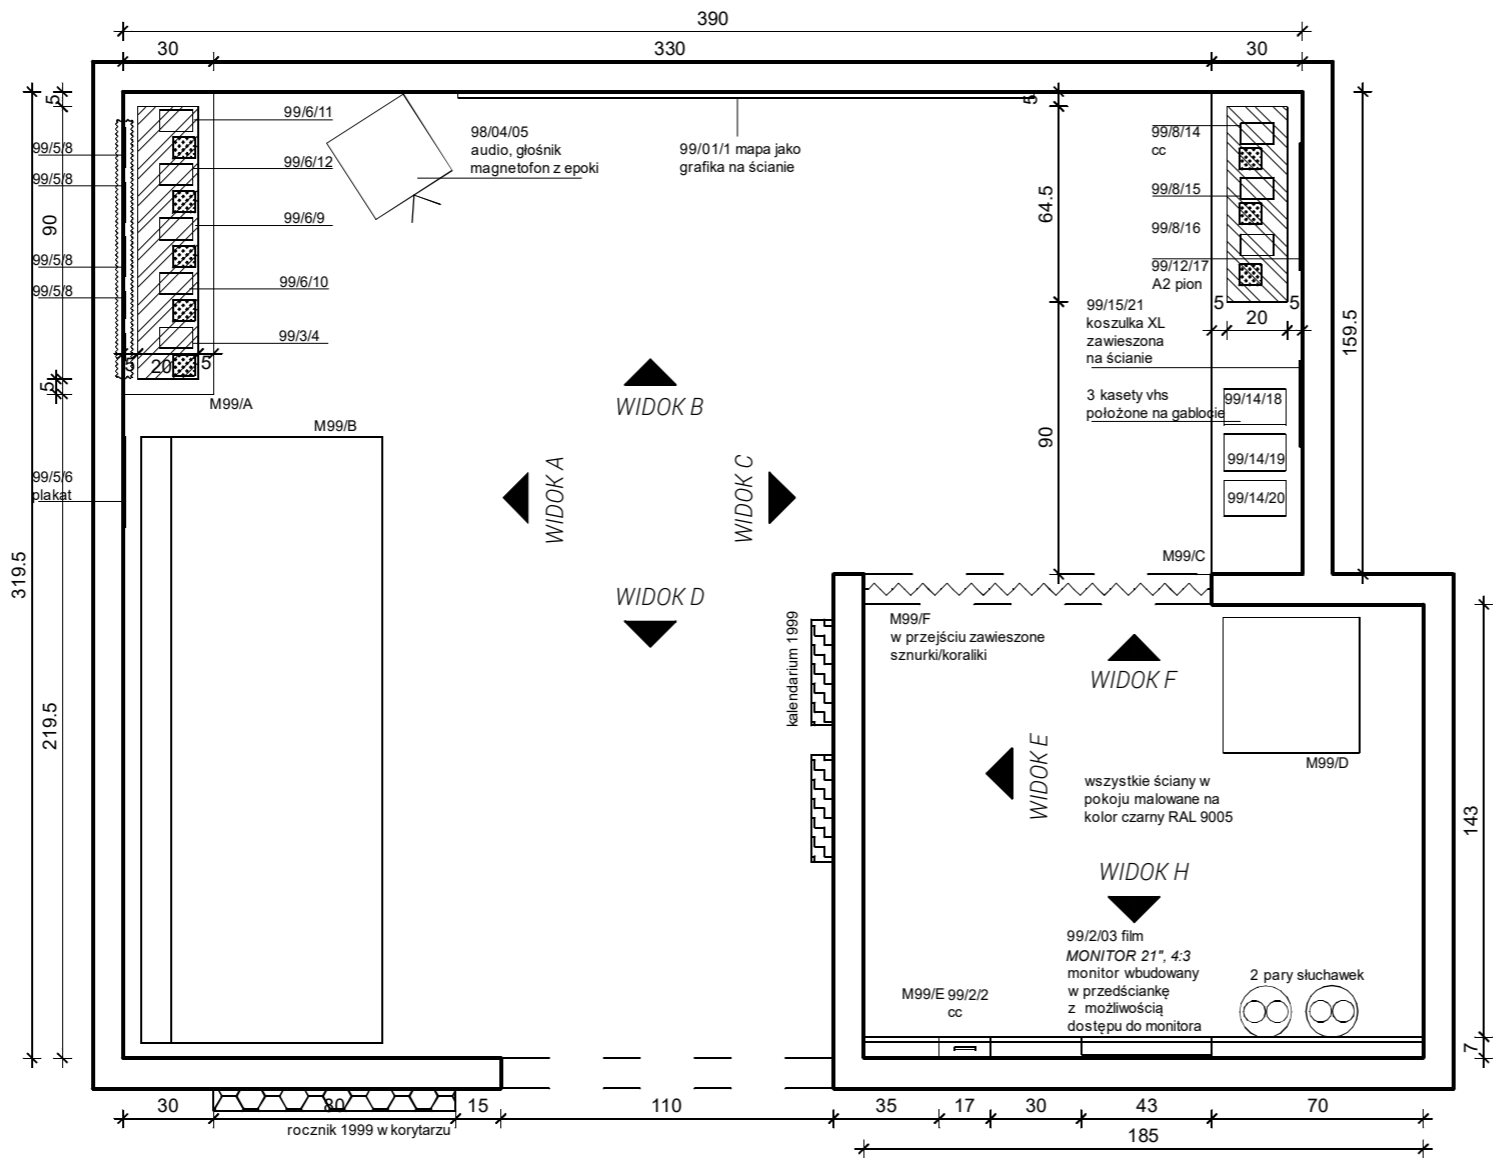 390
30
330
30
5
99/6/11
99/5/8
99/6/12
99/5/8
90
99/6/9
99/5/8
99/6/10
99/5/8
99/3/4
5
20
5
5
M99/A
98/04/05
audio, głośnik
magnetofon z epoki
99/01/1 mapa jako
grafika na ścianie
5
64.5
99/8/14
cc
99/8/15
99/8/16
99/12/17
A2 pion
5
20
5
159.5
99/15/21
koszulka XL
zawieszona
na ścianie
3 kasety vhs
położone na gablocie
99/14/18
99/14/19
99/14/20
90
M99/C
M99/B
99/5/6
plakat
319.5
219.5
WIDOK B
WIDOK A
WIDOK C
WIDOK D
kalendarium 1999
M99/F
w przejściu zawieszone
sznurki/koraliki
WIDOK F
M99/D
WIDOK E
wszystkie ściany w
pokoju malowane na
kolor czarny RAL 9005
143
WIDOK H
99/2/03 film
MONITOR 21", 4:3
monitor wbudowany
w przedściankę
z możliwością
dostępu do monitora
2 pary słuchawek
M99/E 99/2/2
cc
7
30
80
15
110
35
17
30
43
70
rocznik 1999 w korytarzu
185